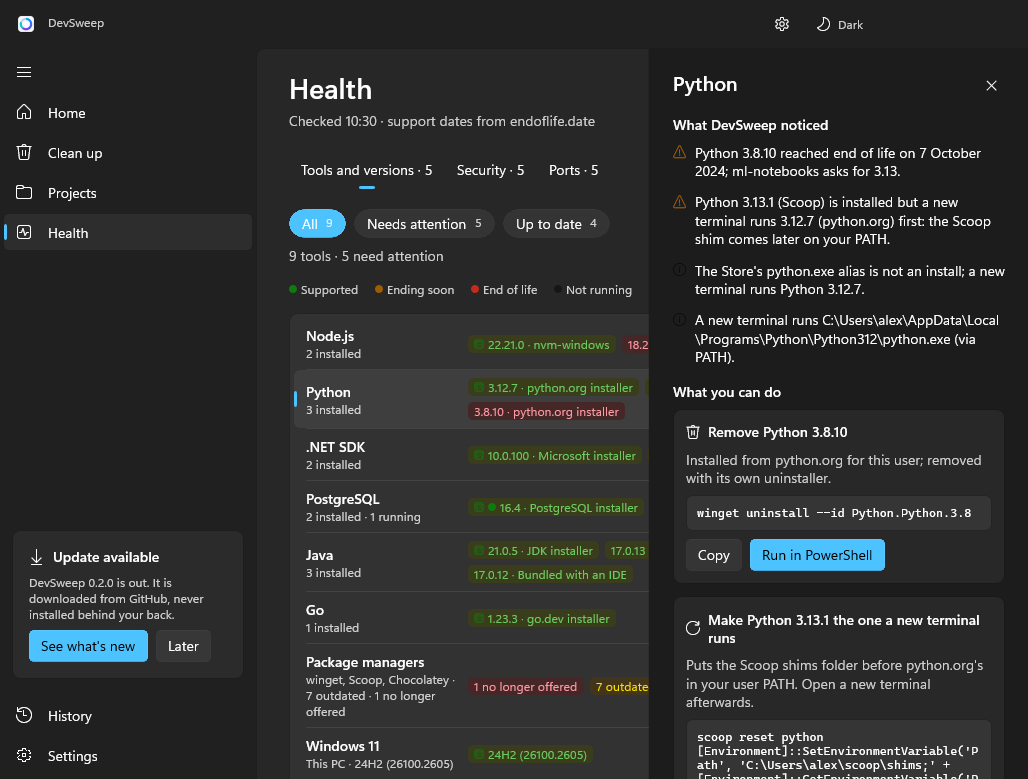 DevSweep
Dark
Home
Clean up
Projects
Health
Update available
DevSweep 0.2.0 is out. It is
downloaded from GitHub, never
installed behind your back.
See what's new
Later
History
Settings
Health
Checked 10:30 · support dates from endoflife.date
Tools and versions · 5
Security · 5
Ports · 5
All 9
Needs attention 5
Up to date 4
9 tools · 5 need attention
Supported
Ending soon
End of life
Not running
Node.js
2 installed
22.21.0 · nvm-windows
18.2
Python
3 installed
3.12.7 · python.org installer
3.8.10 · python.org installer
.NET SDK
2 installed
10.0.100 · Microsoft installer
PostgreSQL
2 installed · 1 running
16.4 · PostgreSQL installer
Java
3 installed
21.0.5 · JDK installer
17.0.13
17.0.12 · Bundled with an IDE
Go
1 installed
1.23.3 · go.dev installer
Package managers
winget, Scoop, Chocolatey ·
7 outdated · 1 no longer
offered
1 no longer offered
7 outdate
Windows 11
This PC · 24H2 (26100.2605)
24H2 (26100.2605)
Python
What DevSweep noticed
Python 3.8.10 reached end of life on 7 October
2024; ml-notebooks asks for 3.13.
Python 3.13.1 (Scoop) is installed but a new
terminal runs 3.12.7 (python.org) first: the Scoop
shim comes later on your PATH.
The Store's python.exe alias is not an install; a new
terminal runs Python 3.12.7.
A new terminal runs C:\Users\alex\AppData\Local
\Programs\Python\Python312\python.exe (via
PATH).
What you can do
Remove Python 3.8.10
Installed from python.org for this user; removed
with its own uninstaller.
winget uninstall --id Python.Python.3.8
Copy
Run in PowerShell
Make Python 3.13.1 the one a new terminal
runs
Puts the Scoop shims folder before python.org's
in your user PATH. Open a new terminal
afterwards.
scoop reset python
[Environment]::SetEnvironmentVariable('P
ath', 'C:\Users\alex\scoop\shims;' +
[Environment]::GetEnvironmentVariable('P